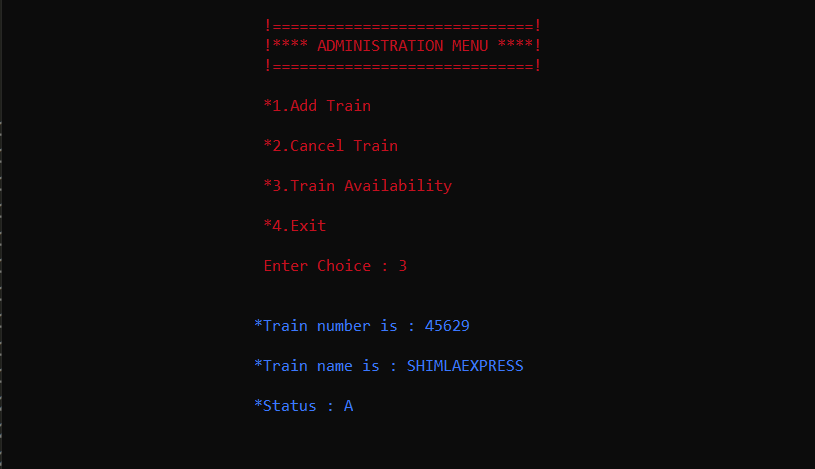 !=============================!
!**** ADMINISTRATION MENU ****!
!=============================!
*1.Add Train
*2.Cancel Train
*3.Train Availability
*4.Exit
Enter Choice : 3
*Train number is : 45629
*Train name is : SHIMLAEXPRESS
*Status : A